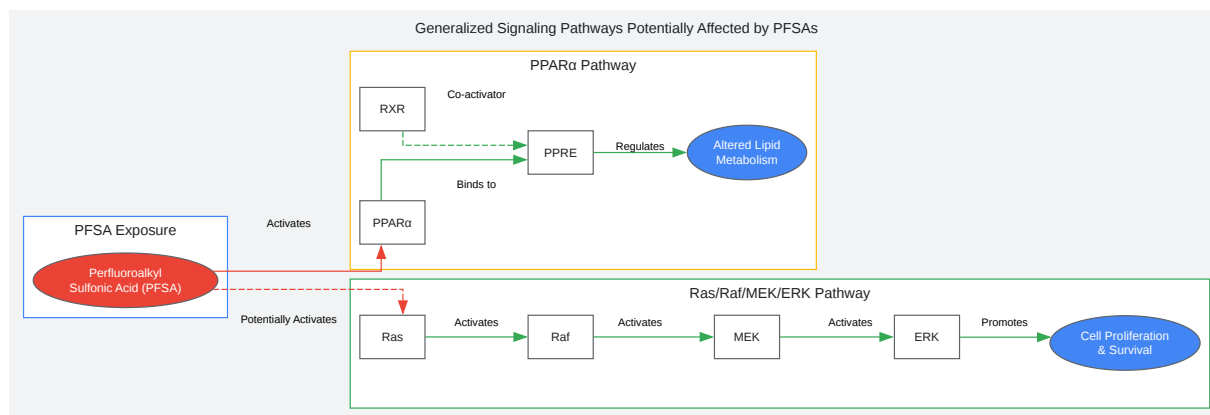 Generalized Signaling Pathways Potentially Affected by PFSAs
PPARα Pathway
RXR
Co-activator
PPRE
Regulates
Altered Lipid
Metabolism
Binds to
PPARα
Activates
PFSA Exposure
Perfluoroalkyl
Sulfonic Acid (PFSA)
Potentially Activates
Ras/Raf/MEK/ERK Pathway
Ras
Activates
Raf
Activates
MEK
Activates
ERK
Promotes
Cell Proliferation
& Survival